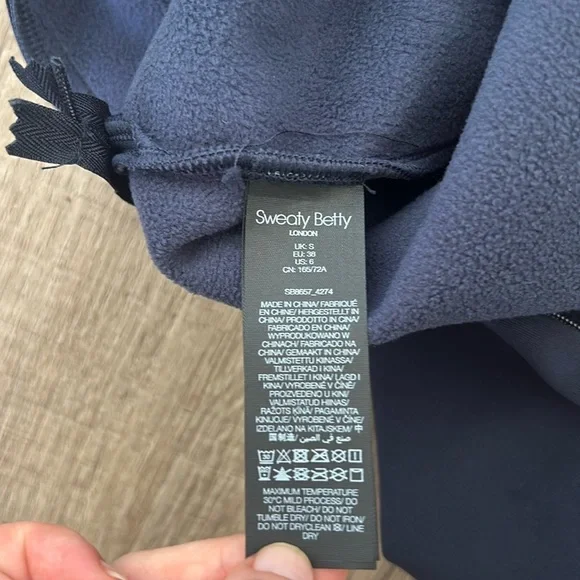 Sweaty Betty
LONDON
UK: S
EU: 38
US: 6
CN: 165/72A
SB8657_4274
MADE IN CHINA/ FABRIQUÉ
EN CHINE/ HERGESTELLT IN
CHINA/ PRODOTTO IN CINA/
FABRICADO EN CHINA/
WYPRODUKOWANO W
CHINACH/ FABRICADO NA
CHINA/ GEMAAKT IN CHINA/
VALMISTETTU KIINASSA/
TILLVERKAD I KINA/
FREMSTILLET I KINA/ LAGD I
KINA/ VYROBENÉ V ČÍNĚ/
PROIZVEDENO U KINI/
VALMISTATUD HIINAS/
RAŽOTS ĶĪNĀ/ PAGAMINTA
KINIJOJE/ VYROBENÉ V ČÍNE/
IZDELANO NA KITAJSKEM/ 中
国制造/ صنع في الصين/
MAXIMUM TEMPERATURE
30°C MILD PROCESS/ DO
NOT BLEACH/ DO NOT
TUMBLE DRY/ DO NOT IRON/
DO NOT DRYCLEAN / LINE
DRY